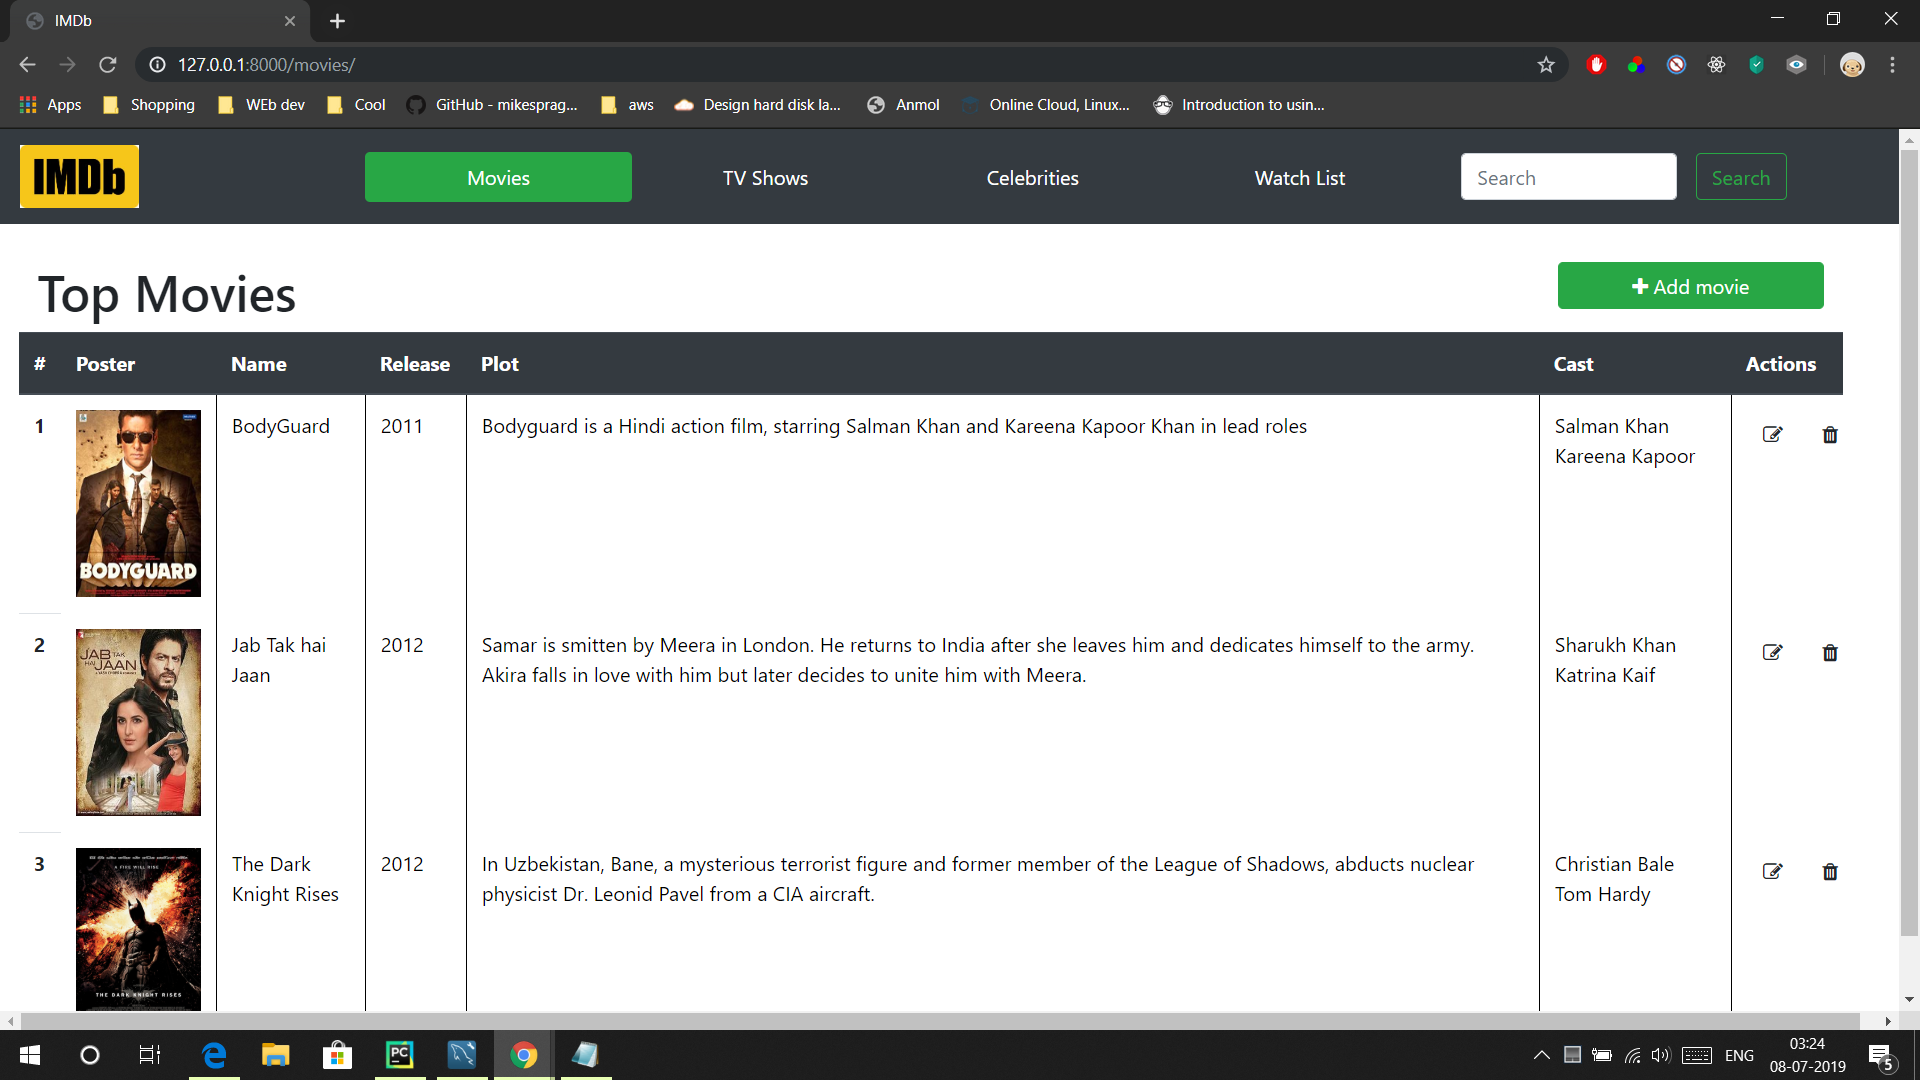 IMDb
127.0.0.1:8000/movies/
Apps
Shopping
WEb dev
Cool
GitHub - mikesprag...
aws
Design hard disk la...
Anmol
Online Cloud, Linux...
Introduction to usin...
IMDb
Movies
TV Shows
Celebrities
Watch List
Search
Search
Top Movies
Add movie
# Poster Name Release Plot Cast Actions
1
BODYGUARD
BodyGuard
2011
Bodyguard is a Hindi action film, starring Salman Khan and Kareena Kapoor Khan in lead roles
Salman Khan
Kareena Kapoor
2
JAB TAK
HAI JAAN
Jab Tak hai
Jaan
2012
Samar is smitten by Meera in London. He returns to India after she leaves him and dedicates himself to the army.
Akira falls in love with him but later decides to unite him with Meera.
Sharukh Khan
Katrina Kaif
3
A FIRE WILL RISE
THE DARK KNIGHT RISES
The Dark
Knight Rises
2012
In Uzbekistan, Bane, a mysterious terrorist figure and former member of the League of Shadows, abducts nuclear
physicist Dr. Leonid Pavel from a CIA aircraft.
Christian Bale
Tom Hardy
PC
ENG
03:24
08-07-2019
5